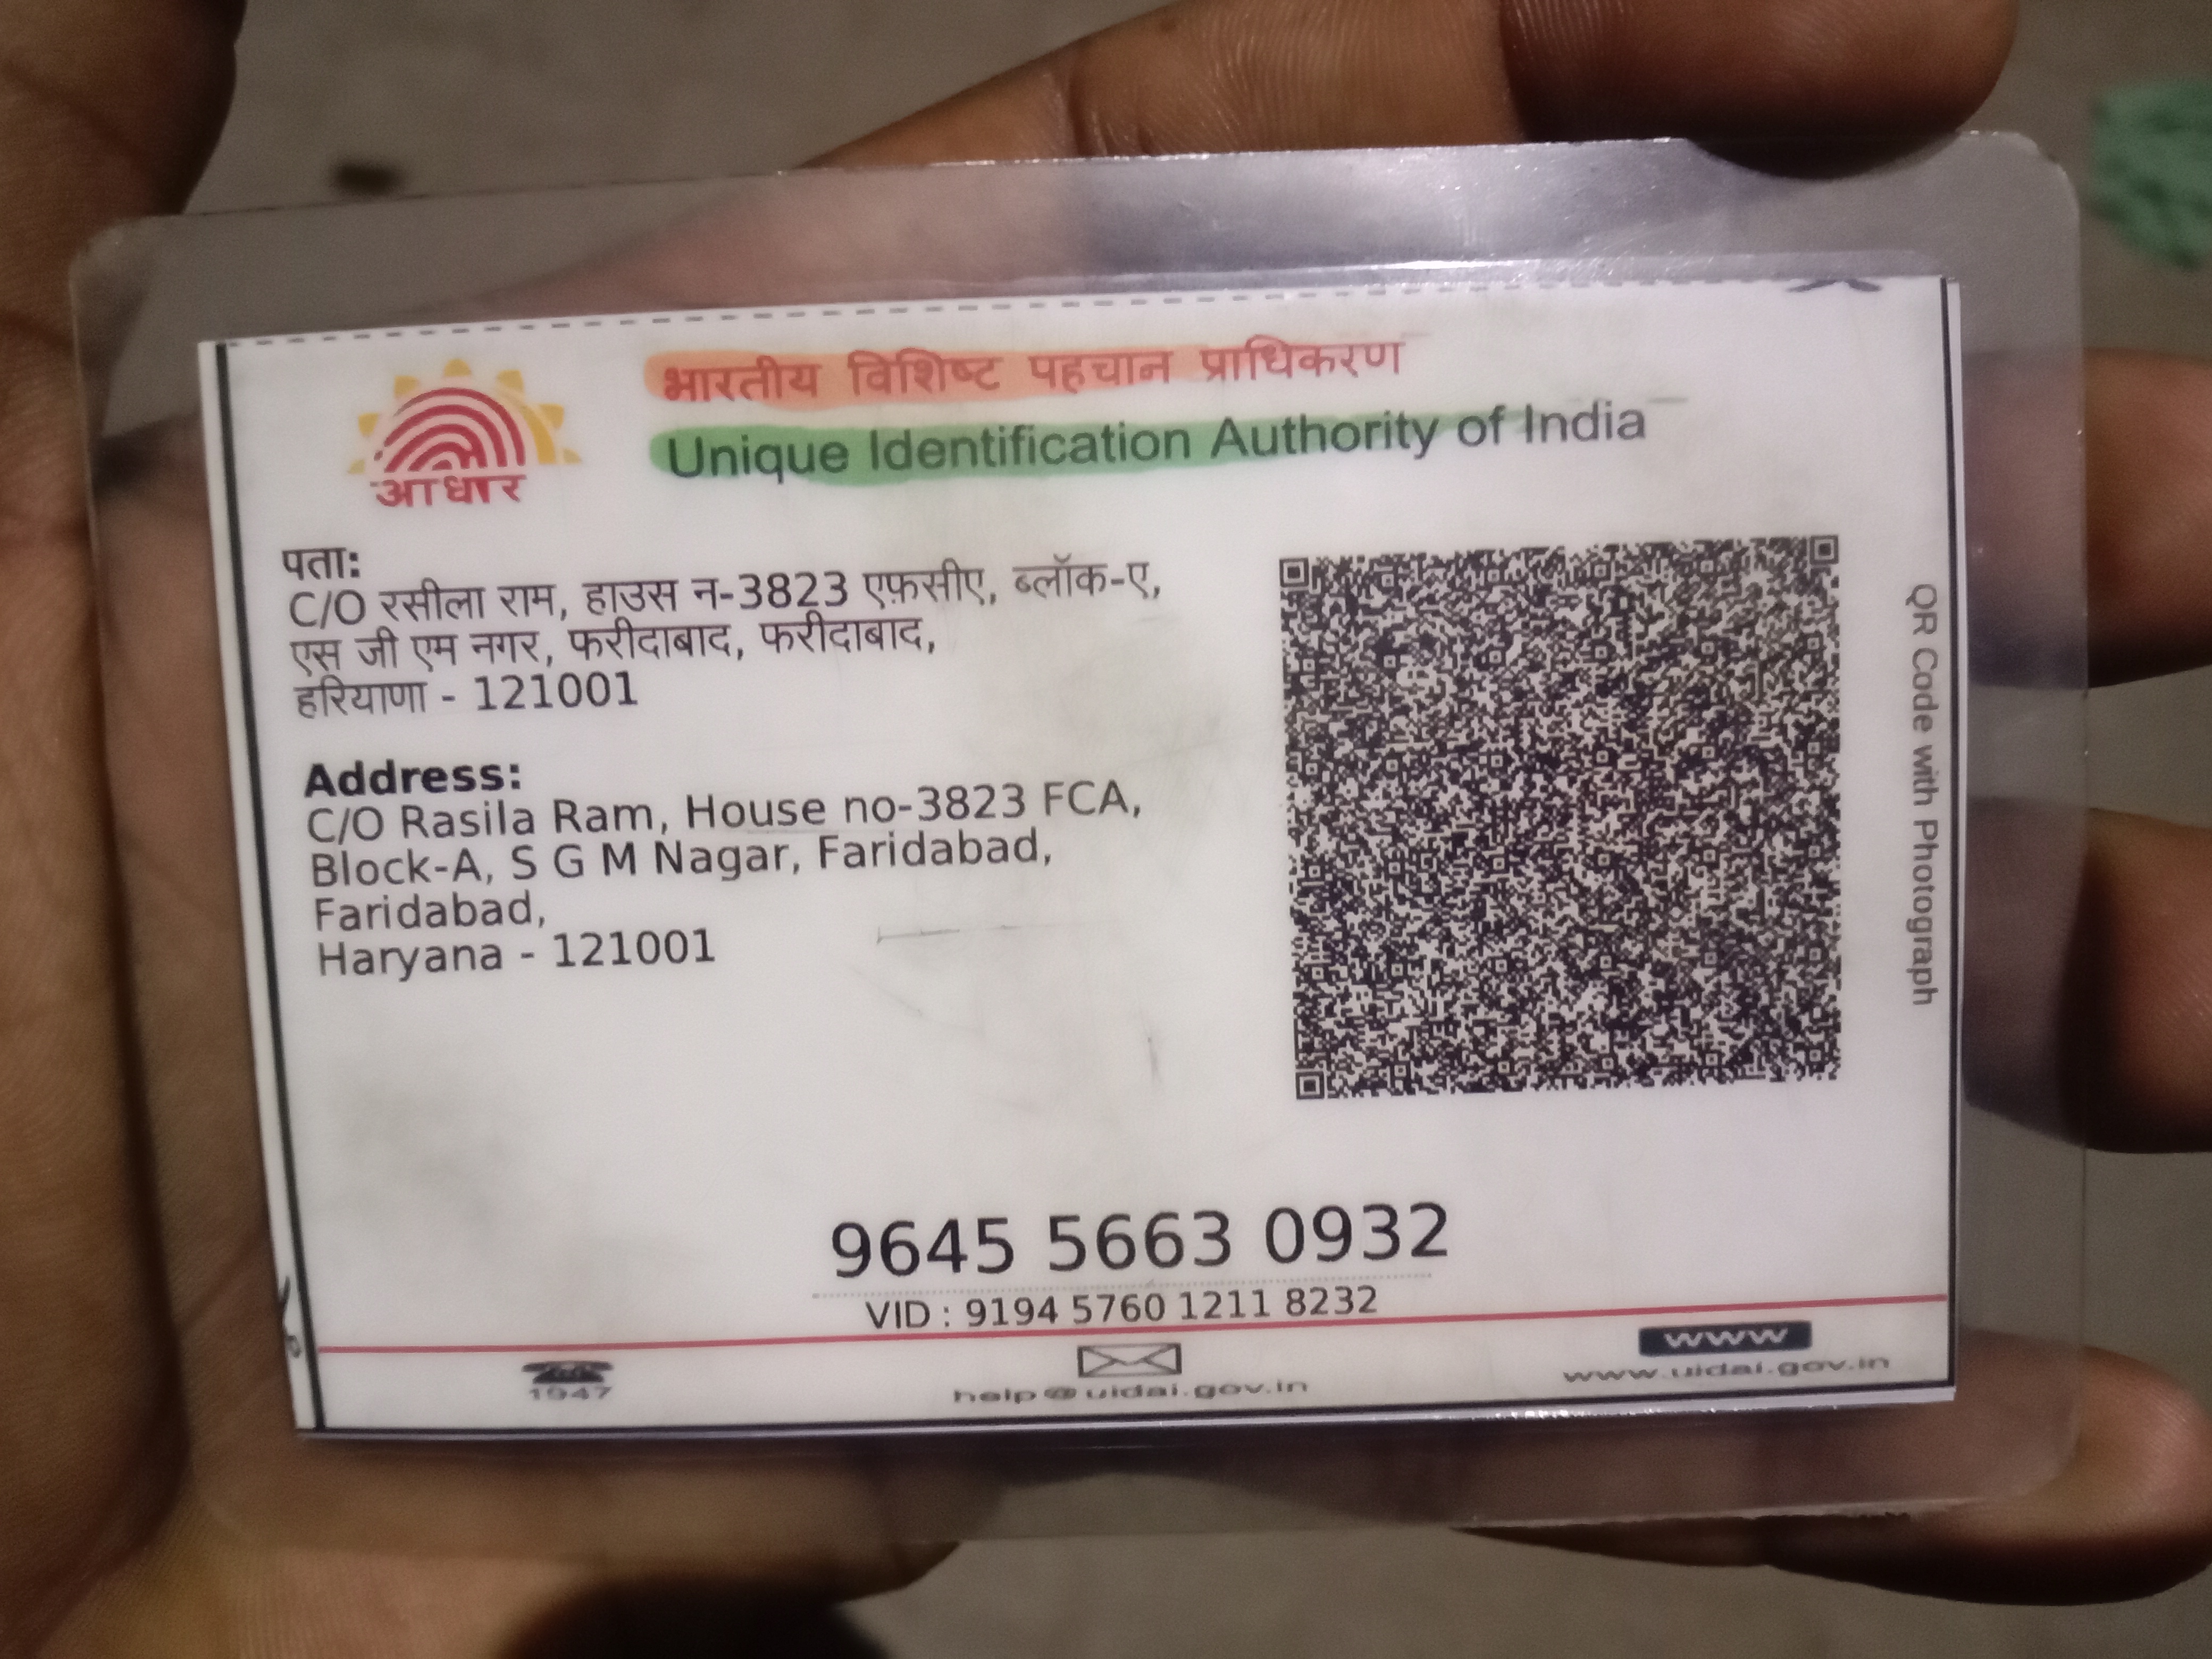 भारतीय विशिष्ट पहचान प्राधिकरण
Unique Identification Authority of India
आधार
पता:
C/O रसीला राम, हाउस न-3823 एफ़सीए, ब्लॉक-ए,
एस जी एम नगर, फरीदाबाद, फरीदाबाद,
हरियाणा - 121001
Address:
C/O Rasila Ram, House no-3823 FCA,
Block-A, S G M Nagar, Faridabad,
Faridabad,
Haryana - 121001
QR Code with Photograph
9645 5663 0932
VID : 9194 5760 1211 8232
1947
help@uidai.gov.in
www
www.uidai.gov.in